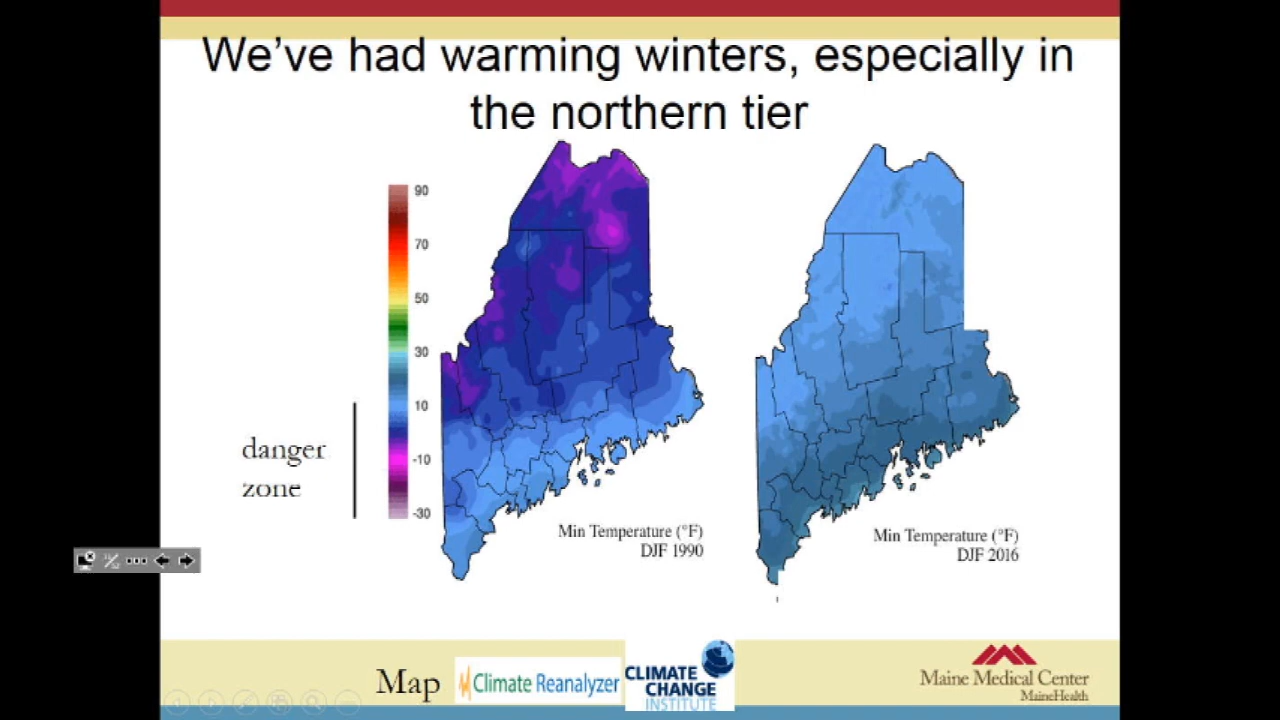 We've had warming winters, especially in
the northern tier
90
70
50
30
10
-10
-30
danger
zone
Min Temperature (°F)
DJF 1990
Min Temperature (°F)
DJF 2016
Map
Climate Reanalyzer
CLIMATE
CHANGE
INSTITUTE
Maine Medical Center
MaineHealth